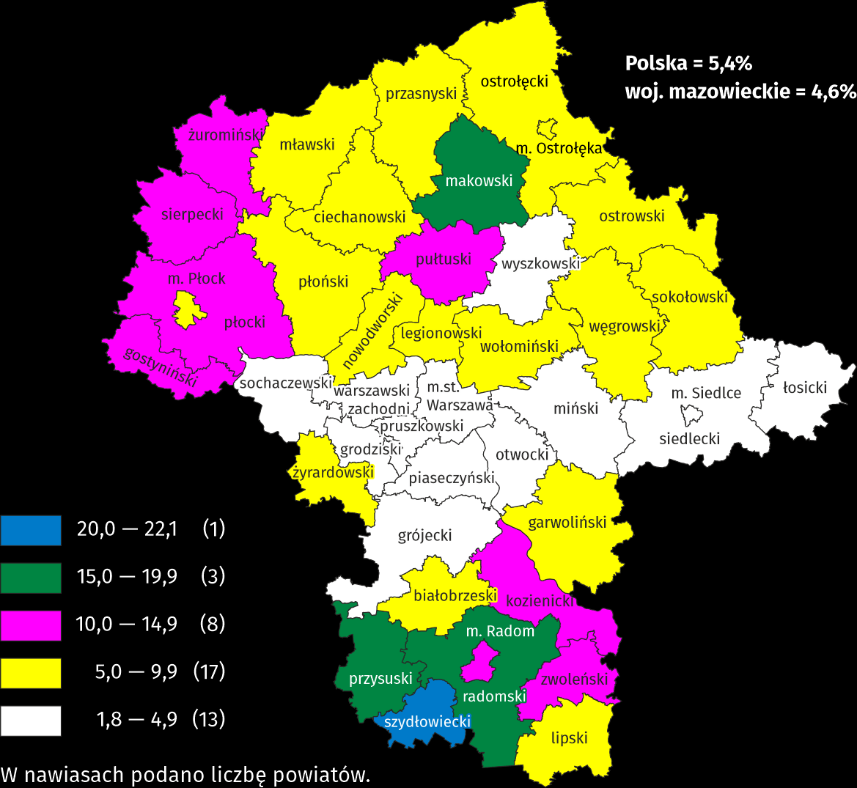 Polska = 5,4%
woj. mazowieckie = 4,6%
ostrołęcki
przasnyski
żuromiński
mławski
m. Ostrołęka
makowski
sierpecki
ciechanowski
ostrowski
pułtuski
wyszkowski
m. Płock
płoński
sokołowski
płocki
nowodworski
legionowski
węgrowski
wołomiński
gostyniński
sochaczewski
warszawski
zachodni
m.st.
Warszawa
m. Siedlce
łosicki
miński
pruszkowski
siedlecki
grodziski
otwocki
żyrardowski
piaseczyński
garwoliński
grójecki
białobrzeski
kozienicki
m. Radom
przysuski
zwoleński
radomski
szydłowiecki
lipski
20,0 — 22,1 (1)
15,0 — 19,9 (3)
10,0 — 14,9 (8)
5,0 — 9,9 (17)
1,8 — 4,9 (13)
W nawiasach podano liczbę powiatów.